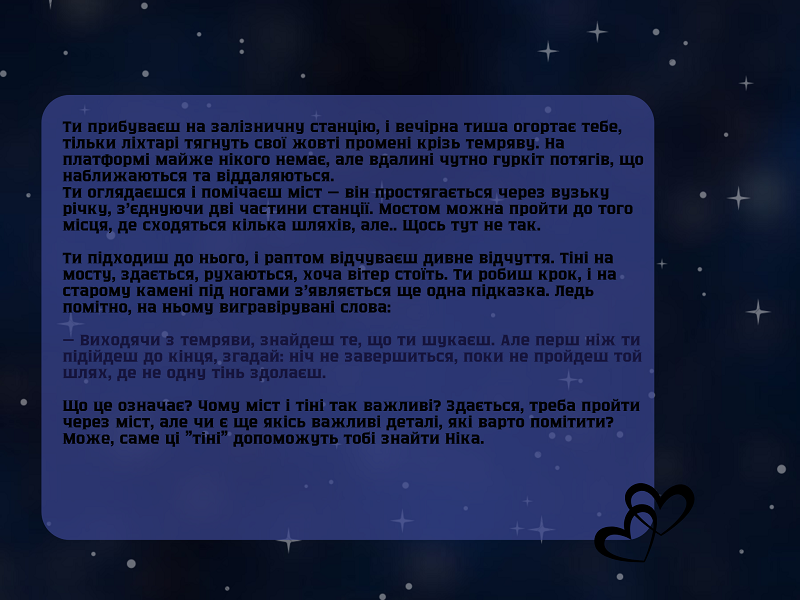 Ти прибуваєш на залізничну станцію, і вечірна тиша огортає тебе,
тільки ліхтарі тягнуть свої жовті промені крізь темряву. На
платформі майже нікого немає, але вдалині чутно гуркіт потягів, що
наближаються та віддаляються.
Ти оглядаєшся і помічаєш міст — він простягається через вузьку
річку, з’єднуючи дві частини станції. Мостом можна пройти до того
місця, де сходяться кілька шляхів, але.. Щось тут не так.
Ти підходиш до нього, і раптом відчуваєш дивне відчуття. Тіні на
мосту, здається, рухаються, хоча вітер стоїть. Ти робиш крок, і на
старому камені під ногами з’являється ще одна підказка. Ледь
помітно, на ньому вигравірувані слова:
— Виходячи з темряви, знайдеш те, що ти шукаєш. Але перш ніж ти
підійдеш до кінця, згадай: ніч не завершиться, поки не пройдеш той
шлях, де не одну тінь здолаєш.
Що це означає? Чому міст і тіні так важливі? Здається, треба пройти
через міст, але чи є ще якісь важливі деталі, які варто помітити?
Може, саме ці ”тіні” допоможуть тобі знайти Ніка.